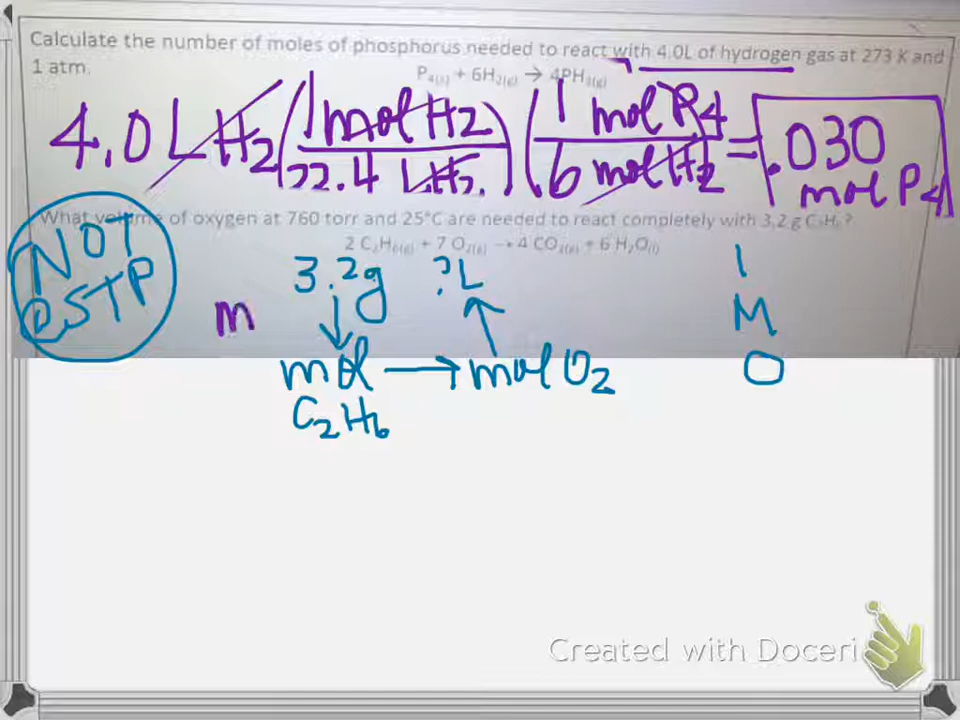 Calculate the number of moles of phosphorus needed to react with 4.0L of hydrogen gas at 273 K and
1 atm.
P₄(s) + 6H₂(g) → 4PH₃(g)
4.0 L H₂ (1 mol H₂ / 22.4 L H₂) (1 mol P₄ / 6 mol H₂) = .030 mol P₄
What volume of oxygen at 760 torr and 25°C are needed to react completely with 3.2 g C₂H₆?
2 C₂H₆(g) + 7 O₂(g) → 4 CO₂(g) + 6 H₂O(l)
NOT
@STP
3.2g ?L
m
mol → mol O₂
C₂H₆
1
M
O
Created with Doceri